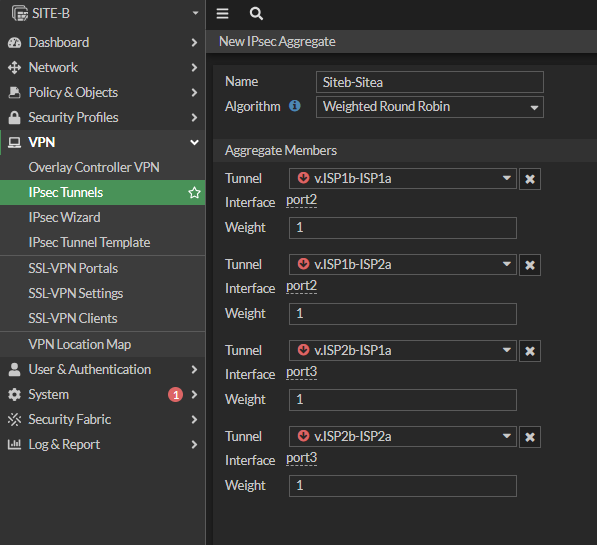 SITE-B
Dashboard
Network
Policy & Objects
Security Profiles
VPN
Overlay Controller VPN
IPsec Tunnels
IPsec Wizard
IPsec Tunnel Template
SSL-VPN Portals
SSL-VPN Settings
SSL-VPN Clients
VPN Location Map
User & Authentication
System 1
Security Fabric
Log & Report
New IPsec Aggregate
Name Siteb-Sitea
Algorithm Weighted Round Robin
Aggregate Members
Tunnel v.ISP1b-ISP1a
Interface port2
Weight 1
Tunnel v.ISP1b-ISP2a
Interface port2
Weight 1
Tunnel v.ISP2b-ISP1a
Interface port3
Weight 1
Tunnel v.ISP2b-ISP2a
Interface port3
Weight 1